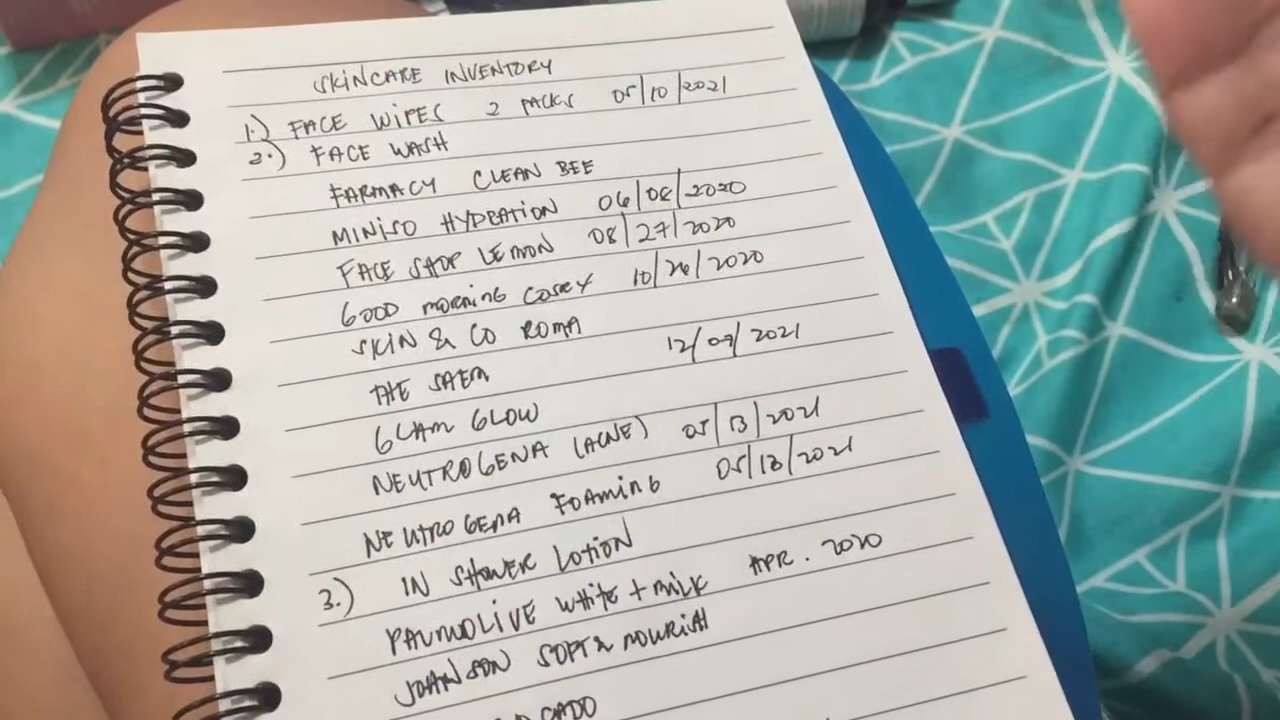 SKINCARE INVENTORY
1.) FACE WIPES 2 PACKS 05/10/2021
2.) FACE WASH
FARMACY CLEAN BEE
MINISO HYDRATION 06/08/2020
FACE SHOP LEMON 08/27/2020
GOOD MORNING COSRX 10/26/2020
SKIN & CO ROMA
THE SAEM 12/07/2021
GLAM GLOW
NEUTROGENA (ACNE) 05/13/2021
NEUTROGENA FOAMING 05/13/2021
3.) IN SHOWER LOTION
PALMOLIVE White + milk APR. 2020
JOHNSON SOFT & NOURISH